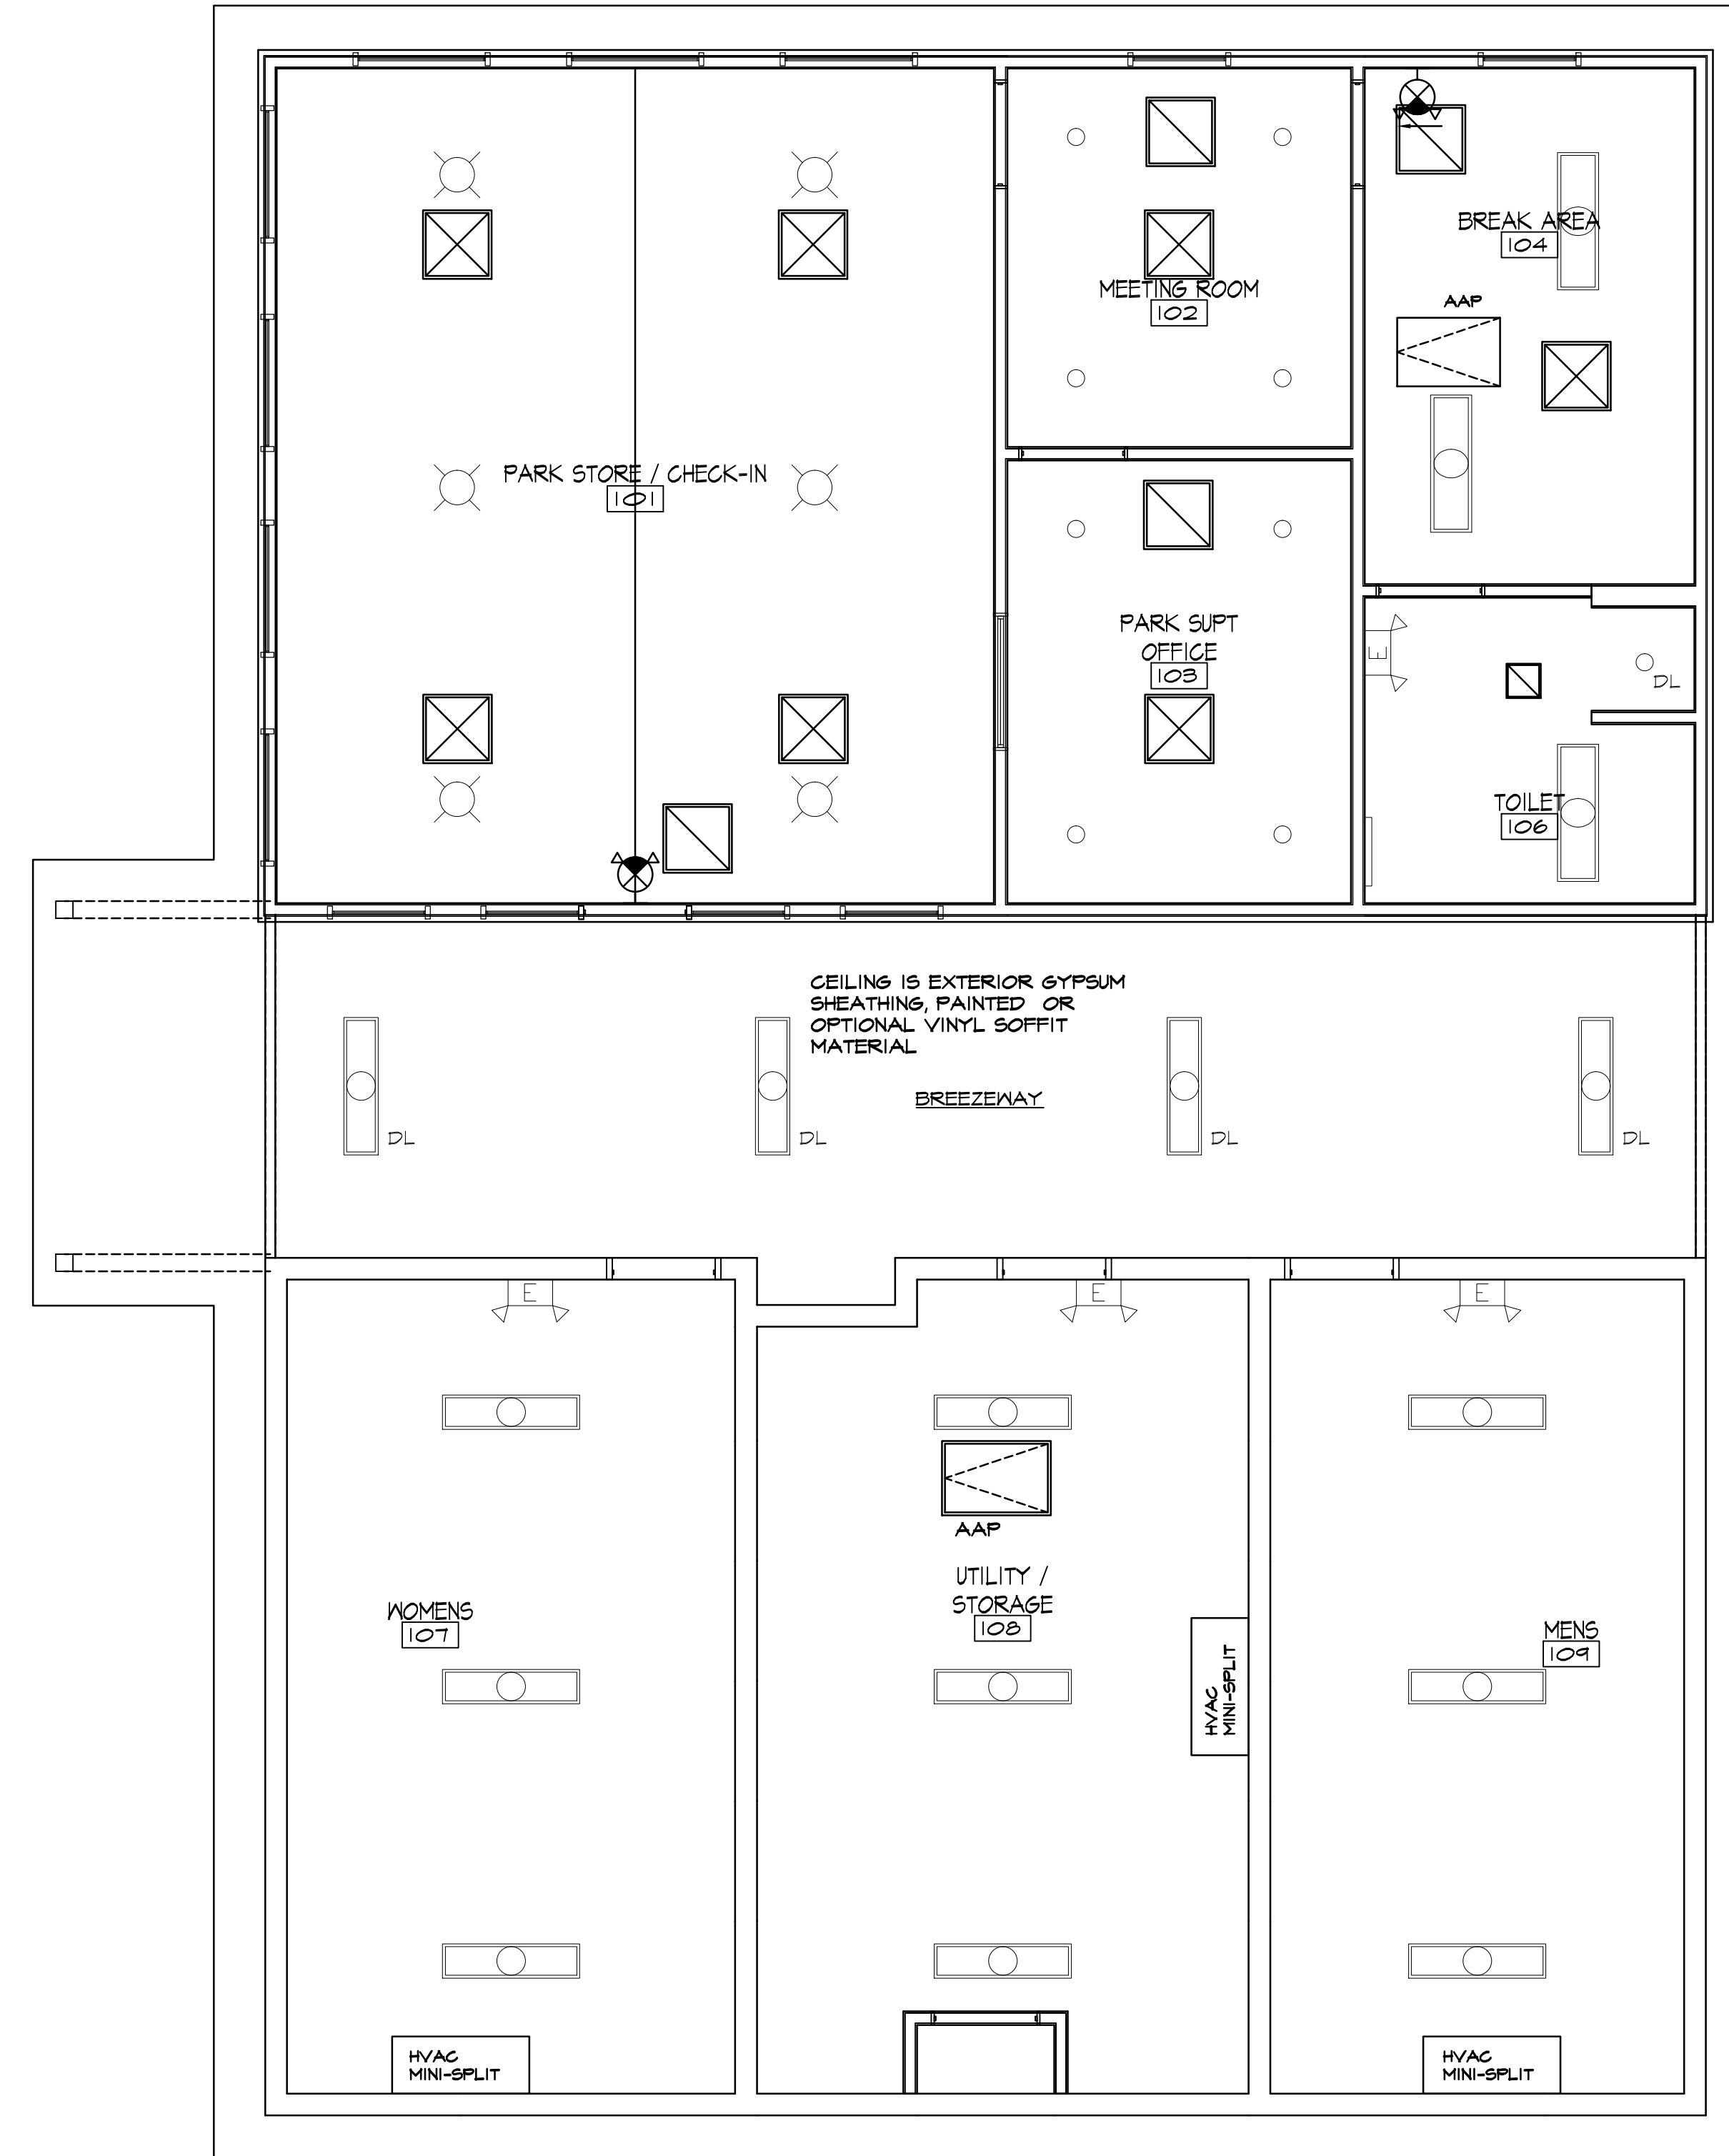 BREAK AREA
104
MEETING ROOM
102
AAP
PARK STORE / CHECK-IN
101
PARK SUPT
OFFICE
103
E
DL
TOILET
106
CEILING IS EXTERIOR GYPSUM
SHEATHING, PAINTED OR
OPTIONAL VINYL SOFFIT
MATERIAL
BREEZEWAY
DL
DL
DL
DL
E
E
E
AAP
UTILITY /
STORAGE
108
WOMENS
107
MENS
109
HVAC
MINI-SPLIT
HVAC
MINI-SPLIT
HVAC
MINI-SPLIT